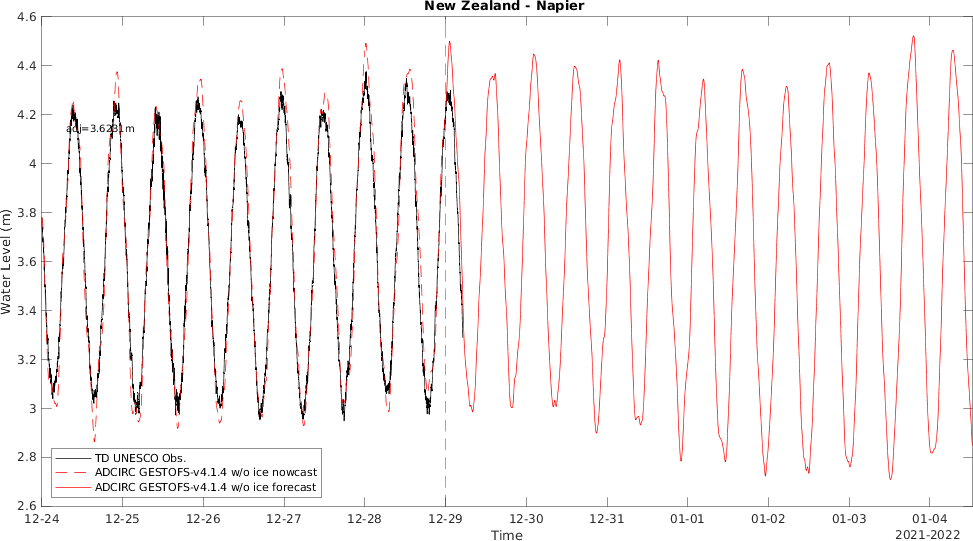 New Zealand - Napier
4.6
4.4
4.2
4
3.8
3.6
3.4
3.2
3
2.8
2.6
Water Level (m)
adj=3.6231m
TD UNESCO Obs.
ADCIRC GESTOFS-v4.1.4 w/o ice nowcast
ADCIRC GESTOFS-v4.1.4 w/o ice forecast
12-24 12-25 12-26 12-27 12-28 12-29 12-30 12-31 01-01 01-02 01-03 01-04
Time
2021-2022